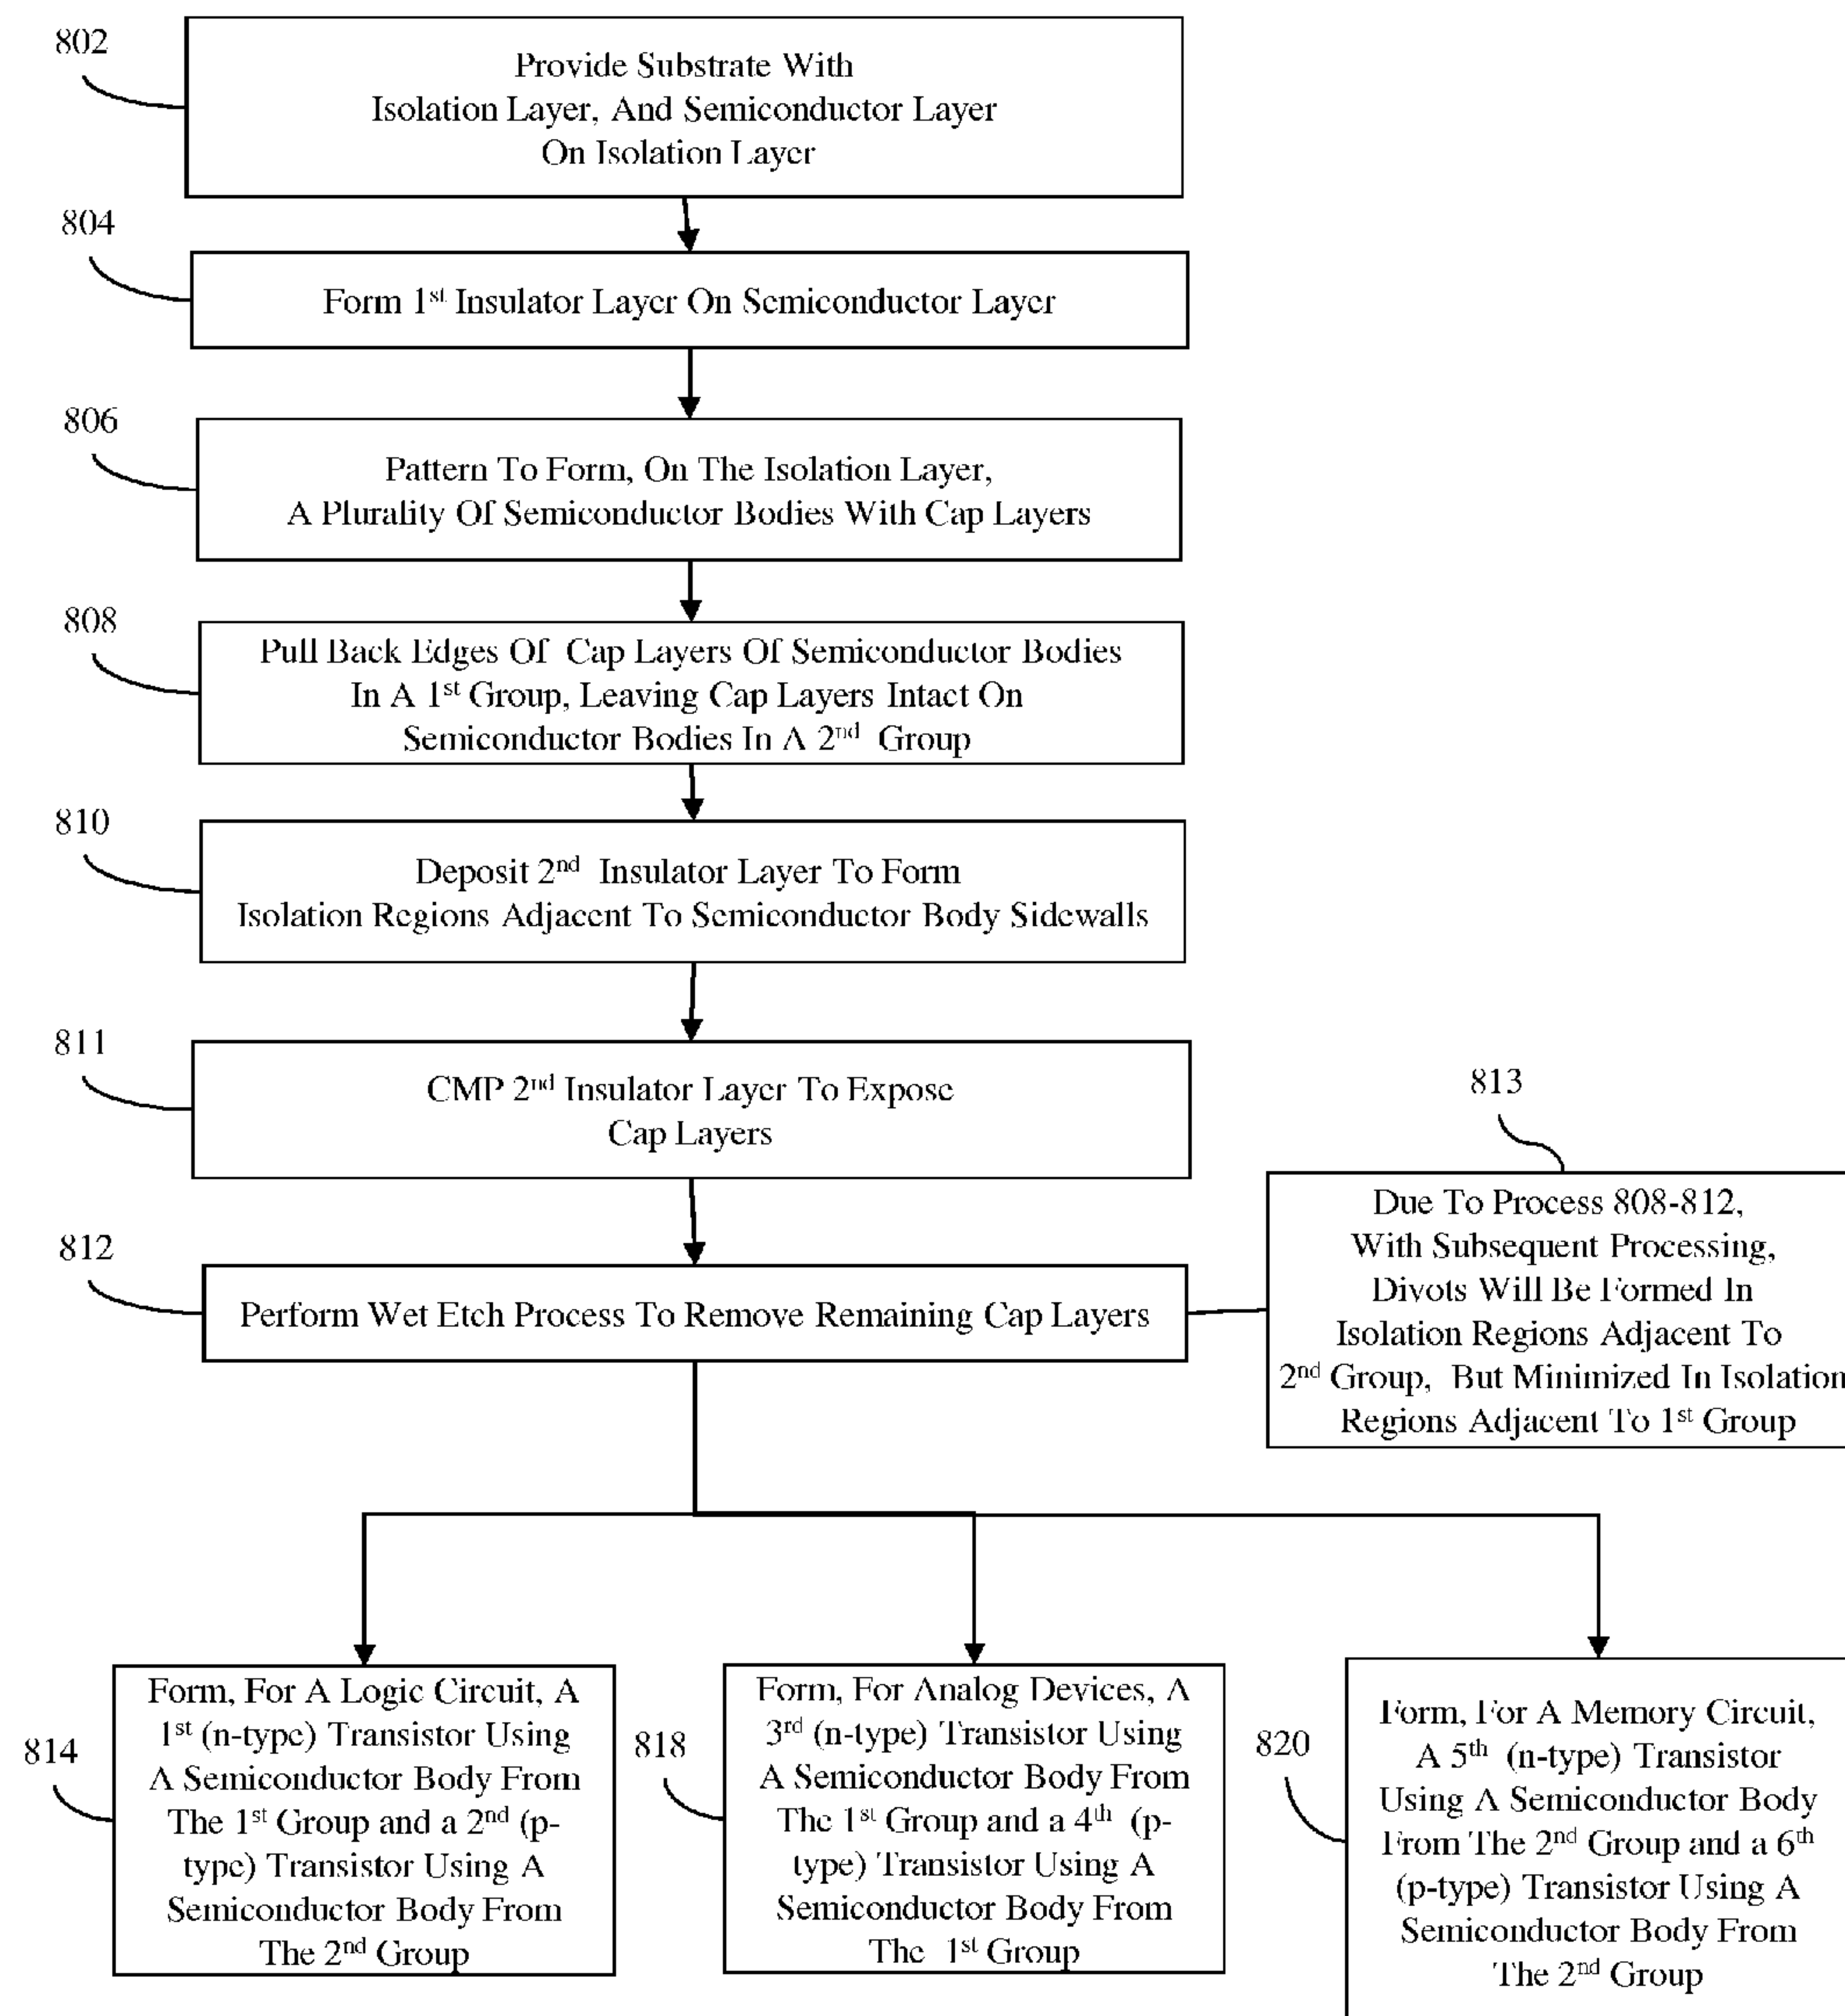 802
Provide Substrate With
Isolation Layer, And Semiconductor Layer
On Isolation Layer
804
Form 1st Insulator Layer On Semiconductor Layer
806
Pattern To Form, On The Isolation Layer,
A Plurality Of Semiconductor Bodies With Cap Layers
808
Pull Back Edges Of Cap Layers Of Semiconductor Bodies
In A 1st Group, Leaving Cap Layers Intact On
Semiconductor Bodies In A 2nd Group
810
Deposit 2nd Insulator Layer To Form
Isolation Regions Adjacent To Semiconductor Body Sidewalls
811
CMP 2nd Insulator Layer To Expose
Cap Layers
812
Perform Wet Etch Process To Remove Remaining Cap Layers
813
Due To Process 808-812,
With Subsequent Processing,
Divots Will Be Formed In
Isolation Regions Adjacent To
2nd Group, But Minimized In Isolation
Regions Adjacent To 1st Group
814
Form, For A Logic Circuit, A
1st (n-type) Transistor Using
A Semiconductor Body From
The 1st Group and a 2nd (p-
type) Transistor Using A
Semiconductor Body From
The 2nd Group
818
Form, For Analog Devices, A
3rd (n-type) Transistor Using
A Semiconductor Body From
The 1st Group and a 4th (p-
type) Transistor Using A
Semiconductor Body From
The 1st Group
820
Form, For A Memory Circuit,
A 5th (n-type) Transistor
Using A Semiconductor Body
From The 2nd Group and a 6th
(p-type) Transistor Using A
Semiconductor Body From
The 2nd Group